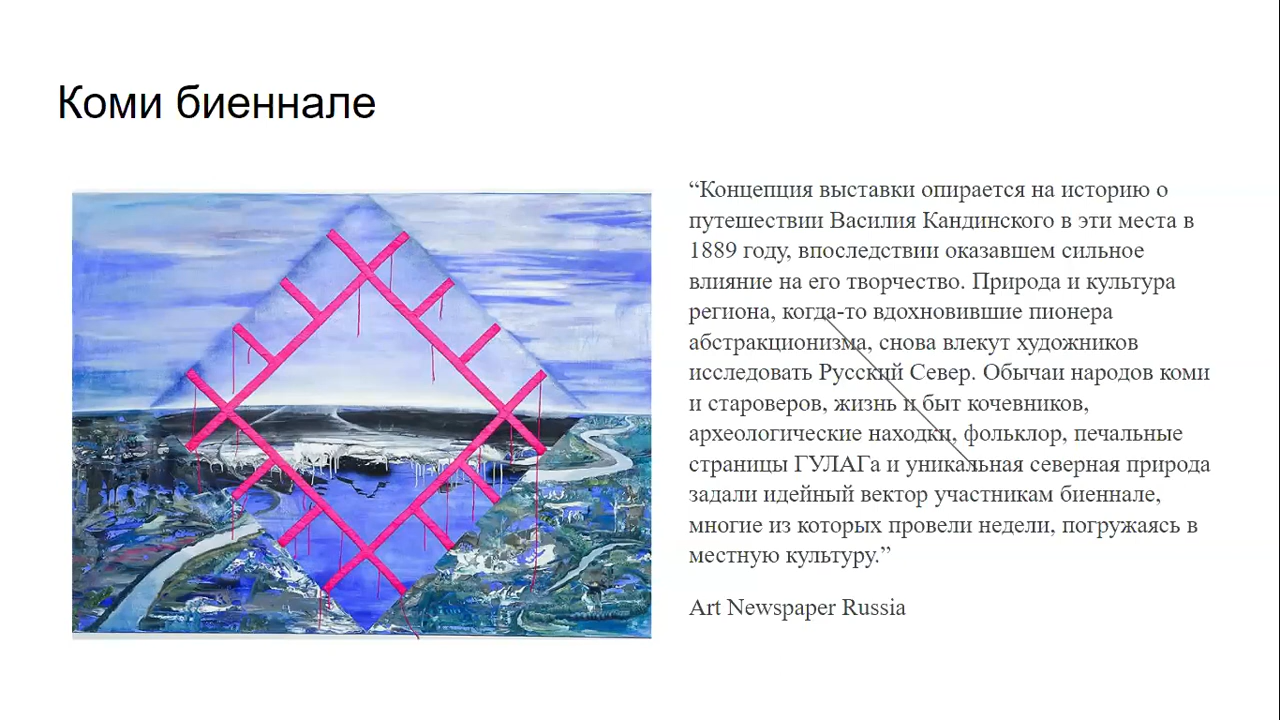 Коми биеннале
“Концепция выставки опирается на историю о
путешествии Василия Кандинского в эти места в
1889 году, впоследствии оказавшем сильное
влияние на его творчество. Природа и культура
региона, когда-то вдохновившие пионера
абстракционизма, снова влекут художников
исследовать Русский Север. Обычаи народов коми
и староверов, жизнь и быт кочевников,
археологические находки, фольклор, печальные
страницы ГУЛАГа и уникальная северная природа
задали идейный вектор участникам биеннале,
многие из которых провели недели, погружаясь в
местную культуру.”
Art Newspaper Russia